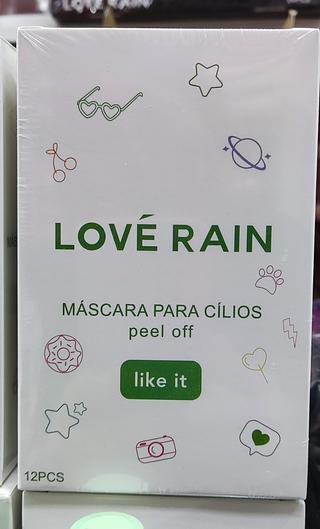 LOVÉ RAIN
MÁSCARA PARA CÍLIOS
peel off
like it
12PCS